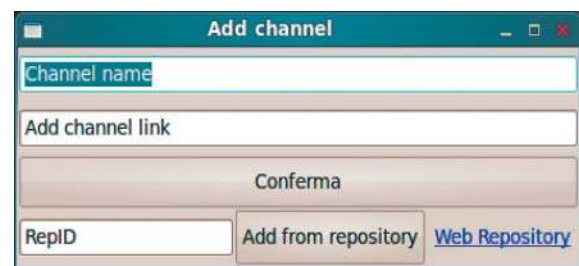 Add channel
Channel name
Add channel link
Conferma
RepID Add from repository Web Repository